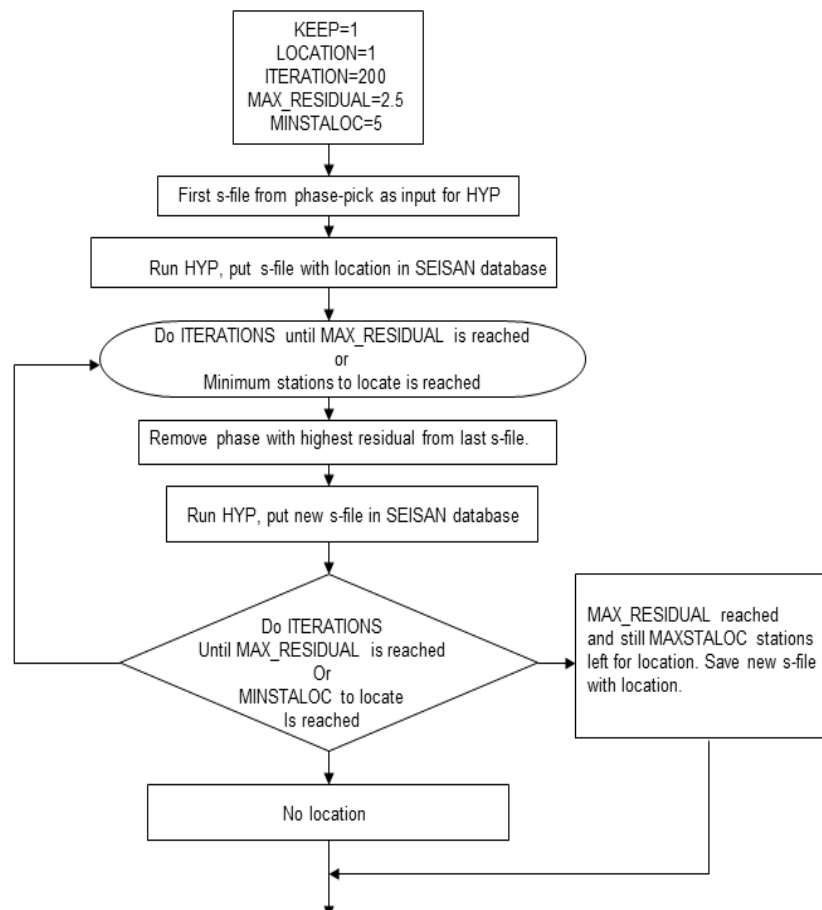 KEEP=1
LOCATION=1
ITERATION=200
MAX_RESIDUAL=2.5
MINSTALOC=5
First s-file from phase-pick as input for HYP
Run HYP, put s-file with location in SEISAN database
Do ITERATIONS until MAX_RESIDUAL is reached
or
Minimum stations to locate is reached
Remove phase with highest residual from last s-file.
Run HYP, put new s-file in SEISAN database
Do ITERATIONS
Until MAX_RESIDUAL is reached
Or
MINSTALOC to locate
Is reached
MAX_RESIDUAL reached
and still MAXSTALOC stations
left for location. Save new s-file
with location.
No location